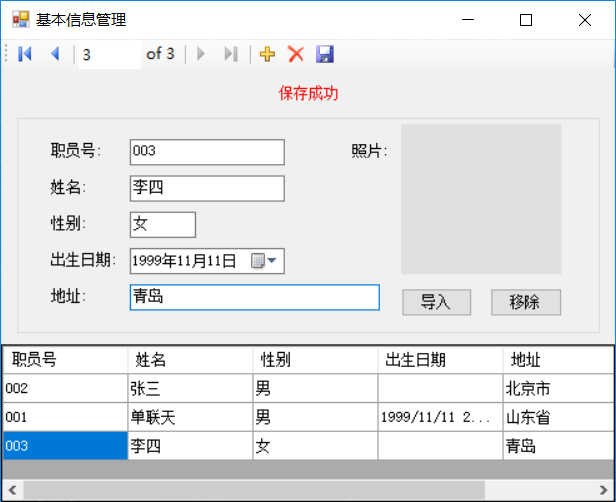 基本信息管理
3 of 3
保存成功
职员号: 003 照片:
姓名: 李四
性别: 女
出生日期: 1999年11月11日
地址: 青岛 导入 移除
职员号 姓名 性别 出生日期 地址
002 张三 男 北京市
001 单联天 男 1999/11/11 2... 山东省
003 李四 女 青岛